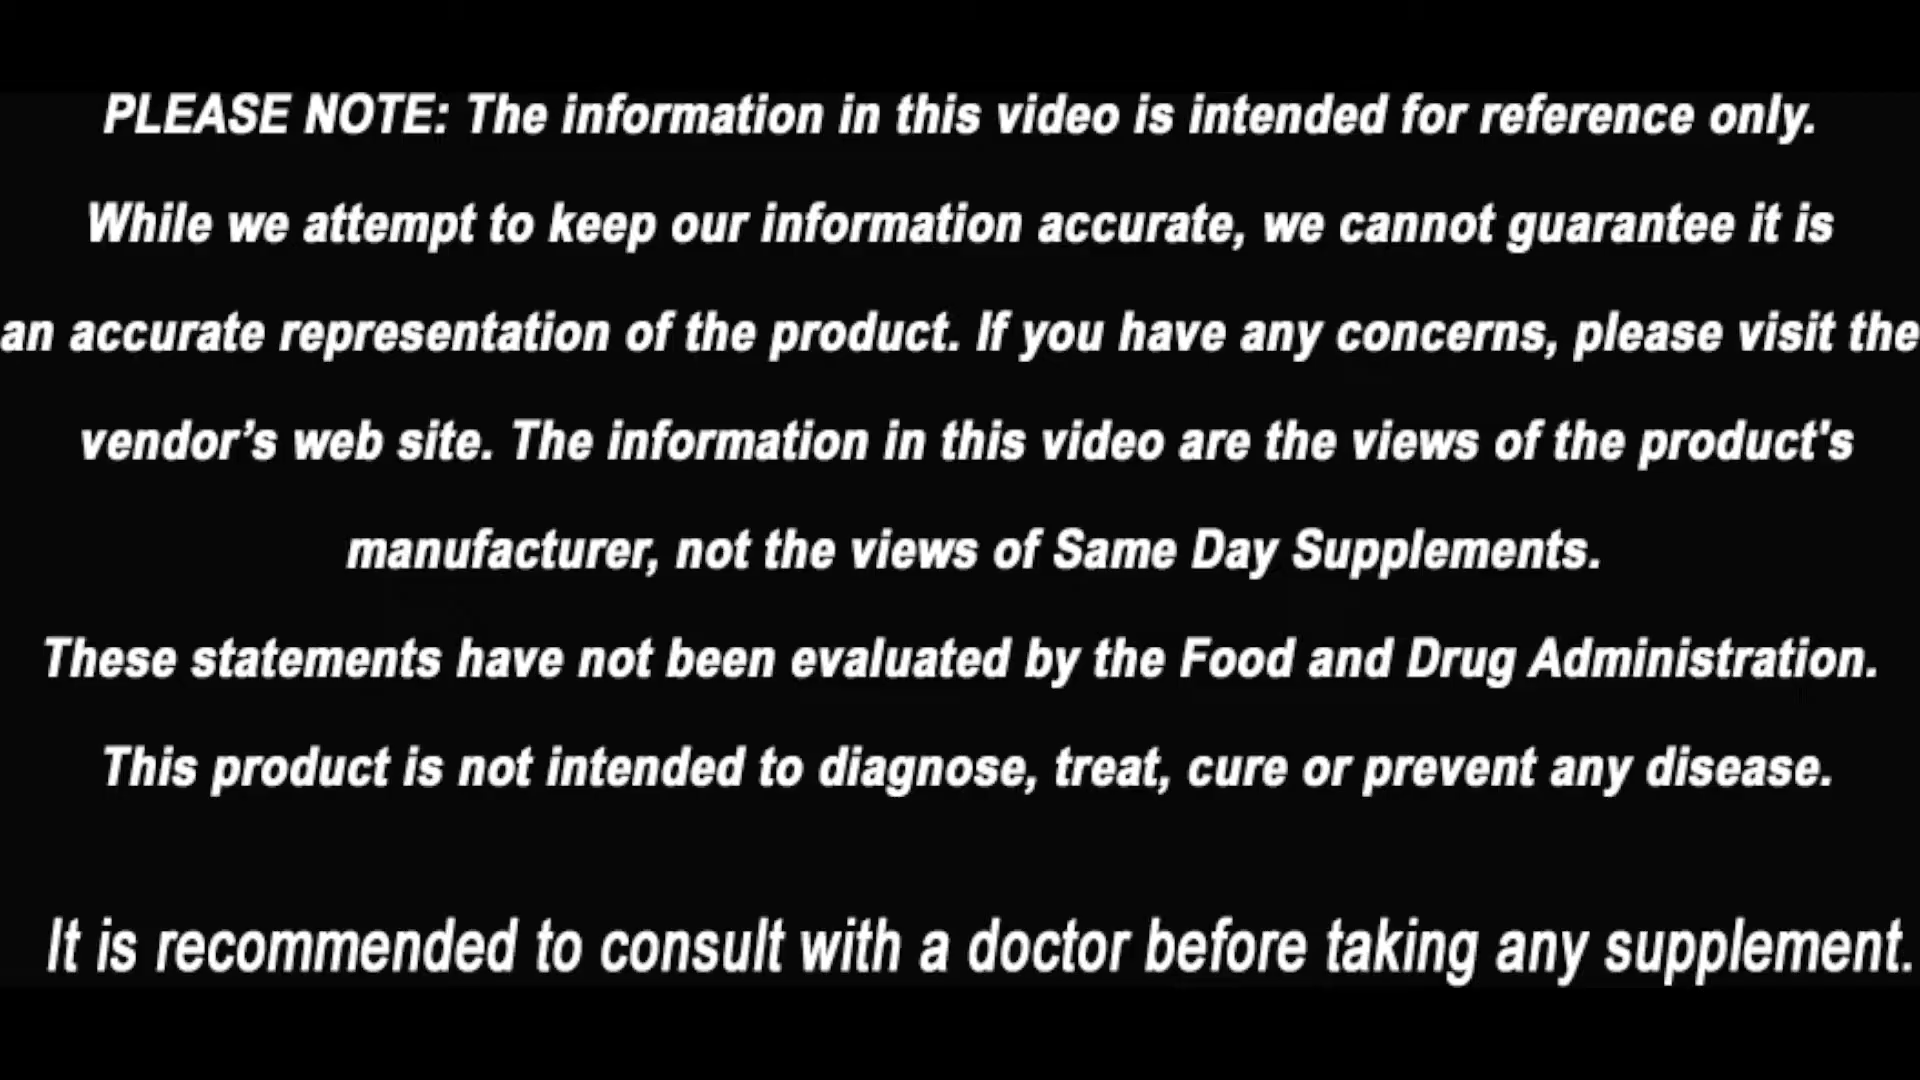 PLEASE NOTE: The information in this video is intended for reference only.
While we attempt to keep our information accurate, we cannot guarantee it is
an accurate representation of the product. If you have any concerns, please visit the
vendor’s web site. The information in this video are the views of the product's
manufacturer, not the views of Same Day Supplements.
These statements have not been evaluated by the Food and Drug Administration.
This product is not intended to diagnose, treat, cure or prevent any disease.
It is recommended to consult with a doctor before taking any supplement.